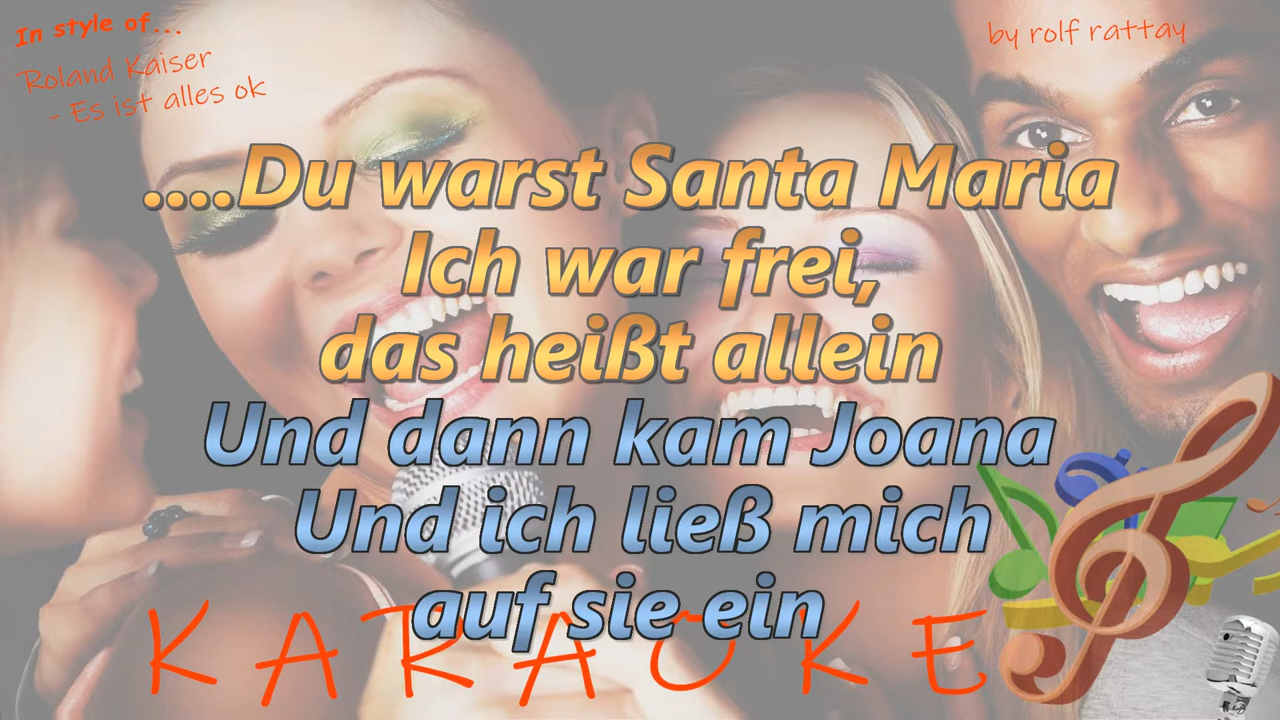 In style of...
Roland Kaiser
- Es ist alles ok
by rolf rattay
....Du warst Santa Maria
Ich war frei,
das heißt allein
Und dann kam Joana
Und ich ließ mich
auf sie ein
KARAOKE